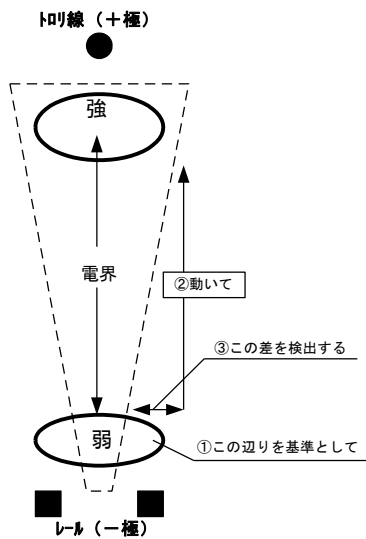 ﾄﾛﾘ線（＋極）
強
電界
②動いて
③この差を検出する
弱
①この辺りを基準として
ﾚｰﾙ（－極）